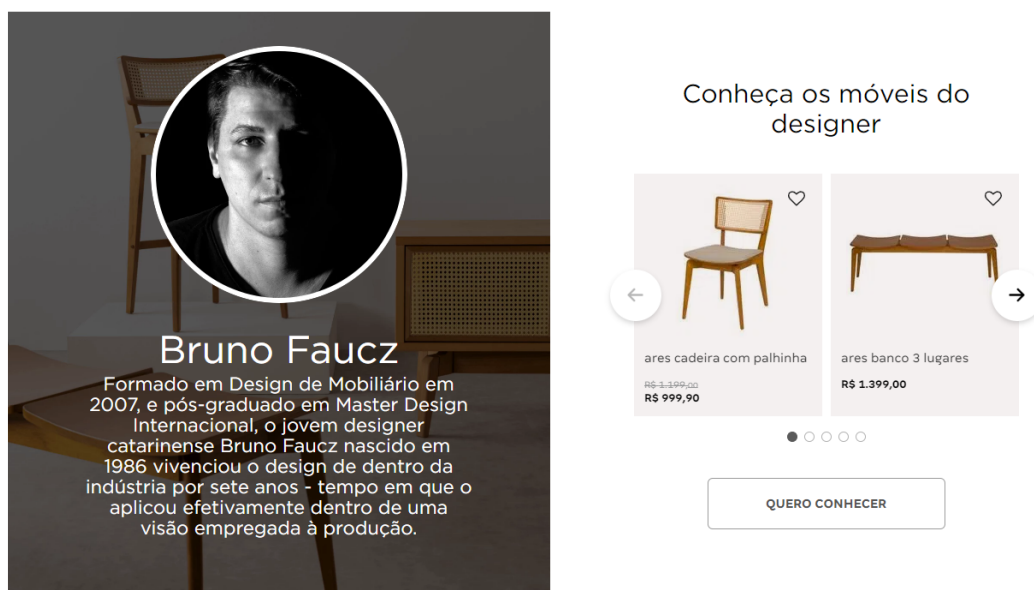 Bruno Faucz
Formado em Design de Mobiliário em
2007, e pós-graduado em Master Design
Internacional, o jovem designer
catarinense Bruno Faucz nascido em
1986 vivenciou o design de dentro da
indústria por sete anos - tempo em que o
aplicou efetivamente dentro de uma
visão empregada à produção.
Conheça os móveis do
designer
ares cadeira com palhinha
R$ 1.199,00
R$ 999,90
ares banco 3 lugares
R$ 1.399,00
QUERO CONHECER